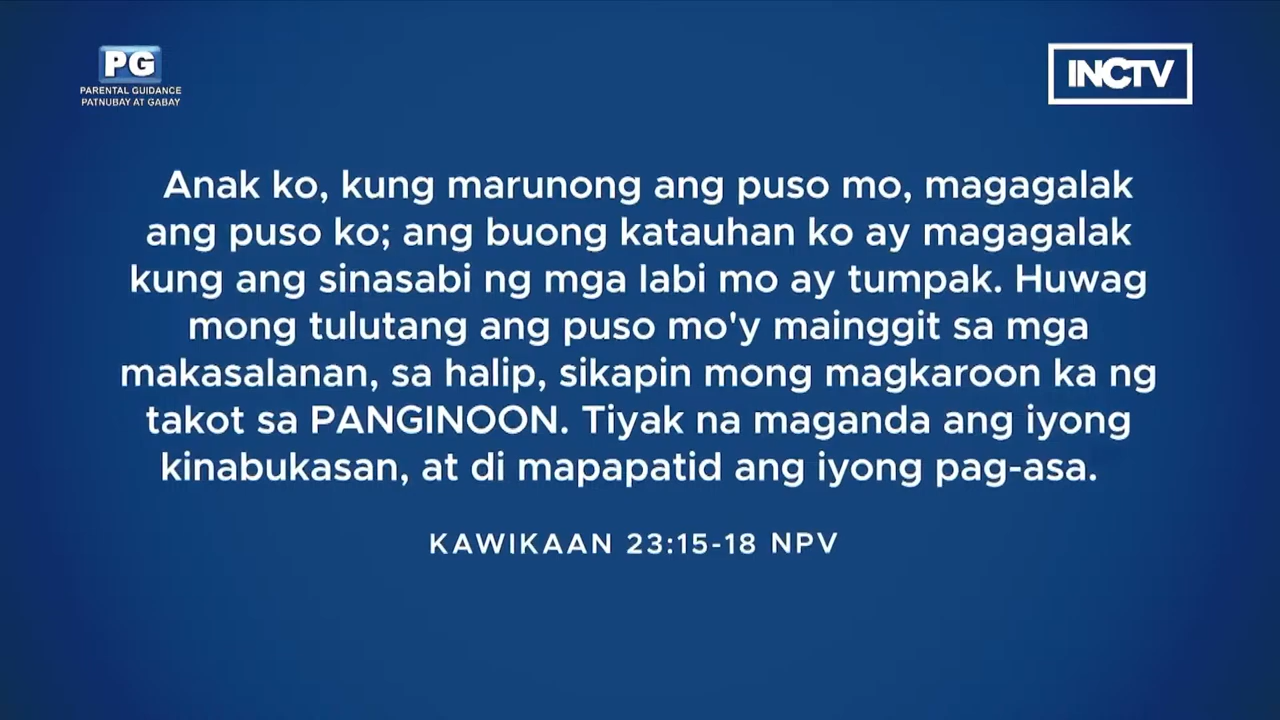 PG
PARENTAL GUIDANCE
PATNUBAY AT GABAY
INCTV
Anak ko, kung marunong ang puso mo, magagalak
ang puso ko; ang buong katauhan ko ay magagalak
kung ang sinasabi ng mga labi mo ay tumpak. Huwag
mong tulutang ang puso mo'y mainggit sa mga
makasalanan, sa halip, sikapin mong magkaroon ka ng
takot sa PANGINOON. Tiyak na maganda ang iyong
kinabukasan, at di mapapatid ang iyong pag-asa.
KAWIKAAN 23:15-18 NPV